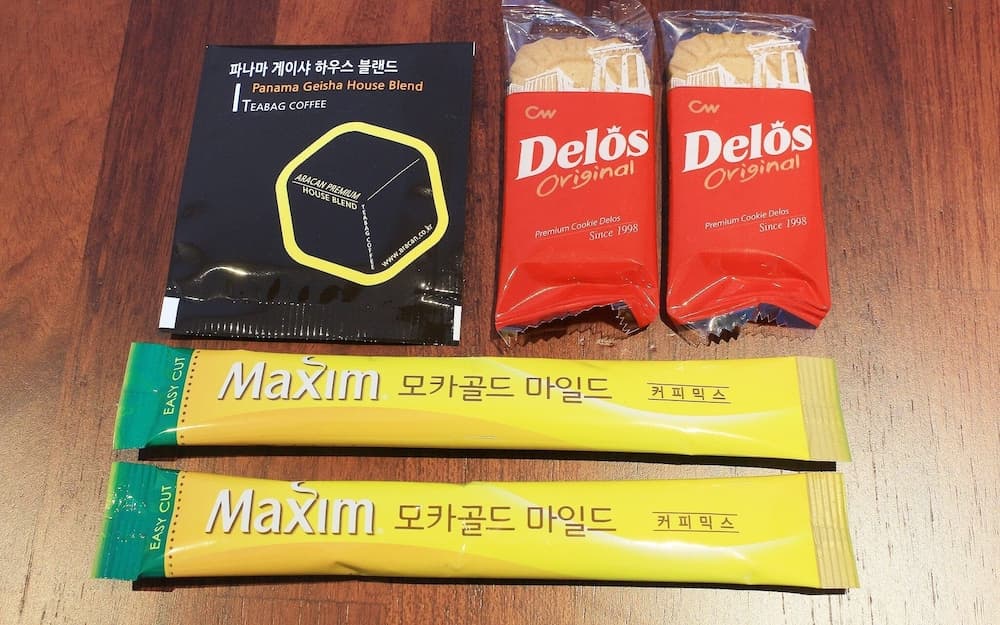 파나마 게이샤 하우스 블랜드
Panama Geisha House Blend
TEABAG COFFEE
ARACAN PREMIUM
HOUSE BLEND
TEABAG COFFEE
www.aracan.co.kr
CW
Delos
Original
Premium Cookie Delos
Since 1998
CW
Delos
Original
Premium Cookie Delos
Since 1998
EASY CUT
Maxim 모카골드 마일드 커피믹스
EASY CUT
Maxim 모카골드 마일드 커피믹스